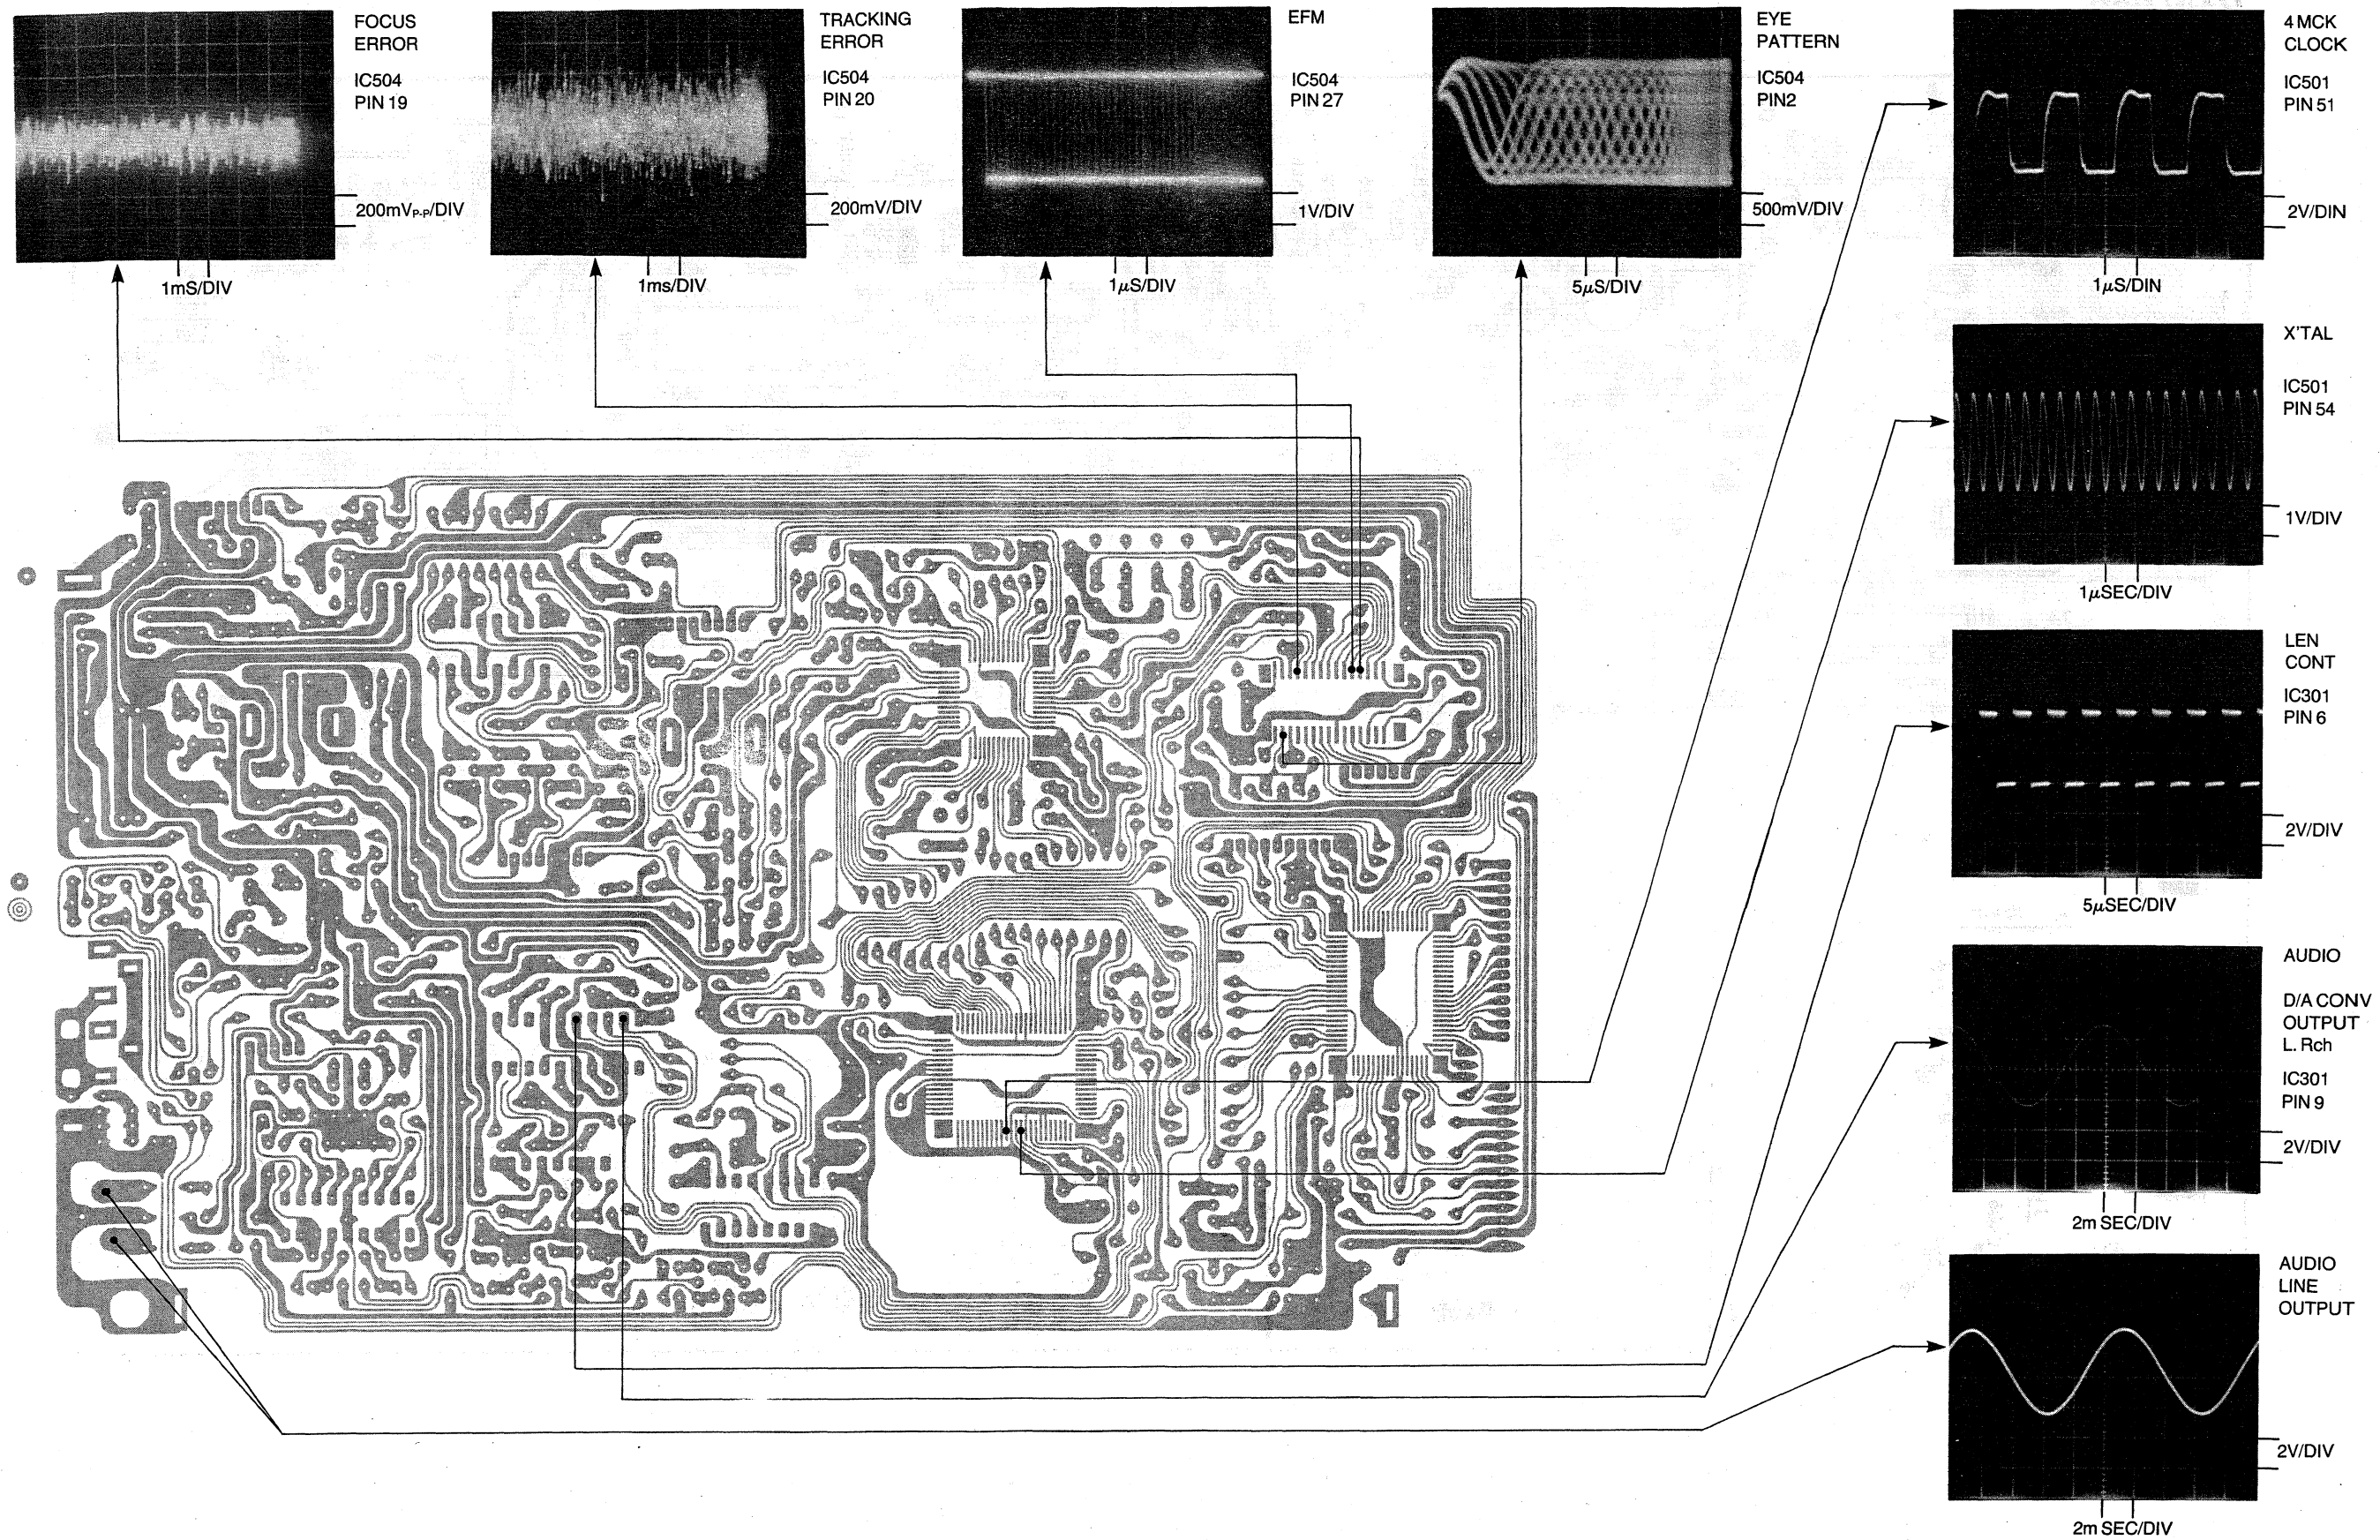 FOCUS
ERROR
IC504
PIN 19
200mVP-P/DIV
1mS/DIV
TRACKING
ERROR
IC504
PIN 20
200mV/DIV
1ms/DIV
EFM
IC504
PIN 27
1V/DIV
1μS/DIV
EYE
PATTERN
IC504
PIN2
500mV/DIV
5μS/DIV
4 MCK
CLOCK
IC501
PIN 51
2V/DIN
1μS/DIN
X'TAL
IC501
PIN 54
1V/DIV
1μSEC/DIV
LEN
CONT
IC301
PIN 6
2V/DIV
5μSEC/DIV
AUDIO
D/A CONV
OUTPUT
L. Rch
IC301
PIN 9
2V/DIV
2m SEC/DIV
AUDIO
LINE
OUTPUT
2V/DIV
2m SEC/DIV